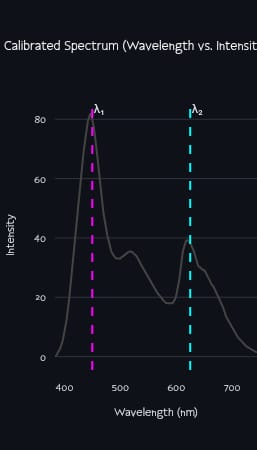 Calibrated Spectrum (Wavelength vs. Intensit
λ₁ λ₂
80
60
40
20
0
Intensity
400 500 600 700
Wavelength (nm)